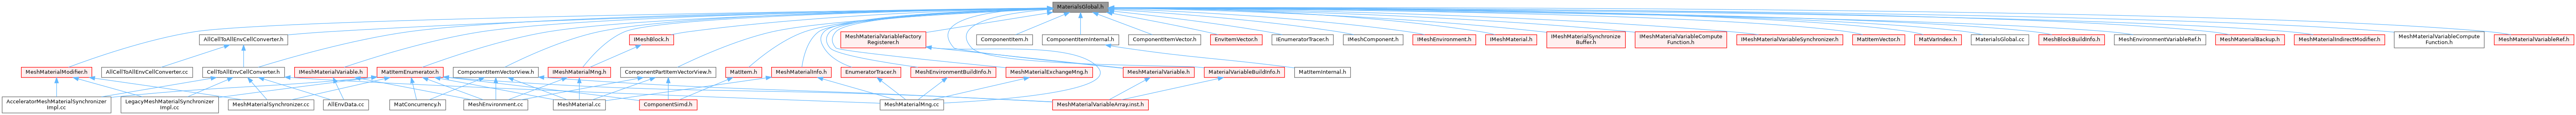 MaterialsGlobal.h
AllCellToAllEnvCellConverter.h
IMeshBlock.h
MeshMaterialVariableFactory
Registerer.h
ComponentItem.h
ComponentItemInternal.h
ComponentItemVector.h
EnvItemVector.h
IEnumeratorTracer.h
IMeshComponent.h
IMeshEnvironment.h
IMeshMaterial.h
IMeshMaterialSynchronize
Buffer.h
IMeshMaterialVariableCompute
Function.h
IMeshMaterialVariableSynchronizer.h
MatItemVector.h
MatVarIndex.h
MaterialsGlobal.cc
MeshBlockBuildInfo.h
MeshEnvironmentVariableRef.h
MeshMaterialBackup.h
MeshMaterialIndirectModifier.h
MeshMaterialVariableCompute
Function.h
MeshMaterialVariableRef.h
MeshMaterialModifier.h
AllCellToAllEnvCellConverter.cc
CellToAllEnvCellConverter.h
IMeshMaterialVariable.h
MatItemEnumerator.h
ComponentItemVectorView.h
IMeshMaterialMng.h
ComponentPartItemVectorView.h
MatItem.h
MeshMaterialInfo.h
EnumeratorTracer.h
MeshEnvironmentBuildInfo.h
MeshMaterialExchangeMng.h
MeshMaterialVariable.h
MaterialVariableBuildInfo.h
MatItemInternal.h
AcceleratorMeshMaterialSynchronizer
Impl.cc
LegacyMeshMaterialSynchronizer
Impl.cc
MeshMaterialSynchronizer.cc
AllEnvData.cc
MatConcurrency.h
MeshEnvironment.cc
MeshMaterial.cc
ComponentSimd.h
MeshMaterialMng.cc
MeshMaterialVariableArray.inst.h